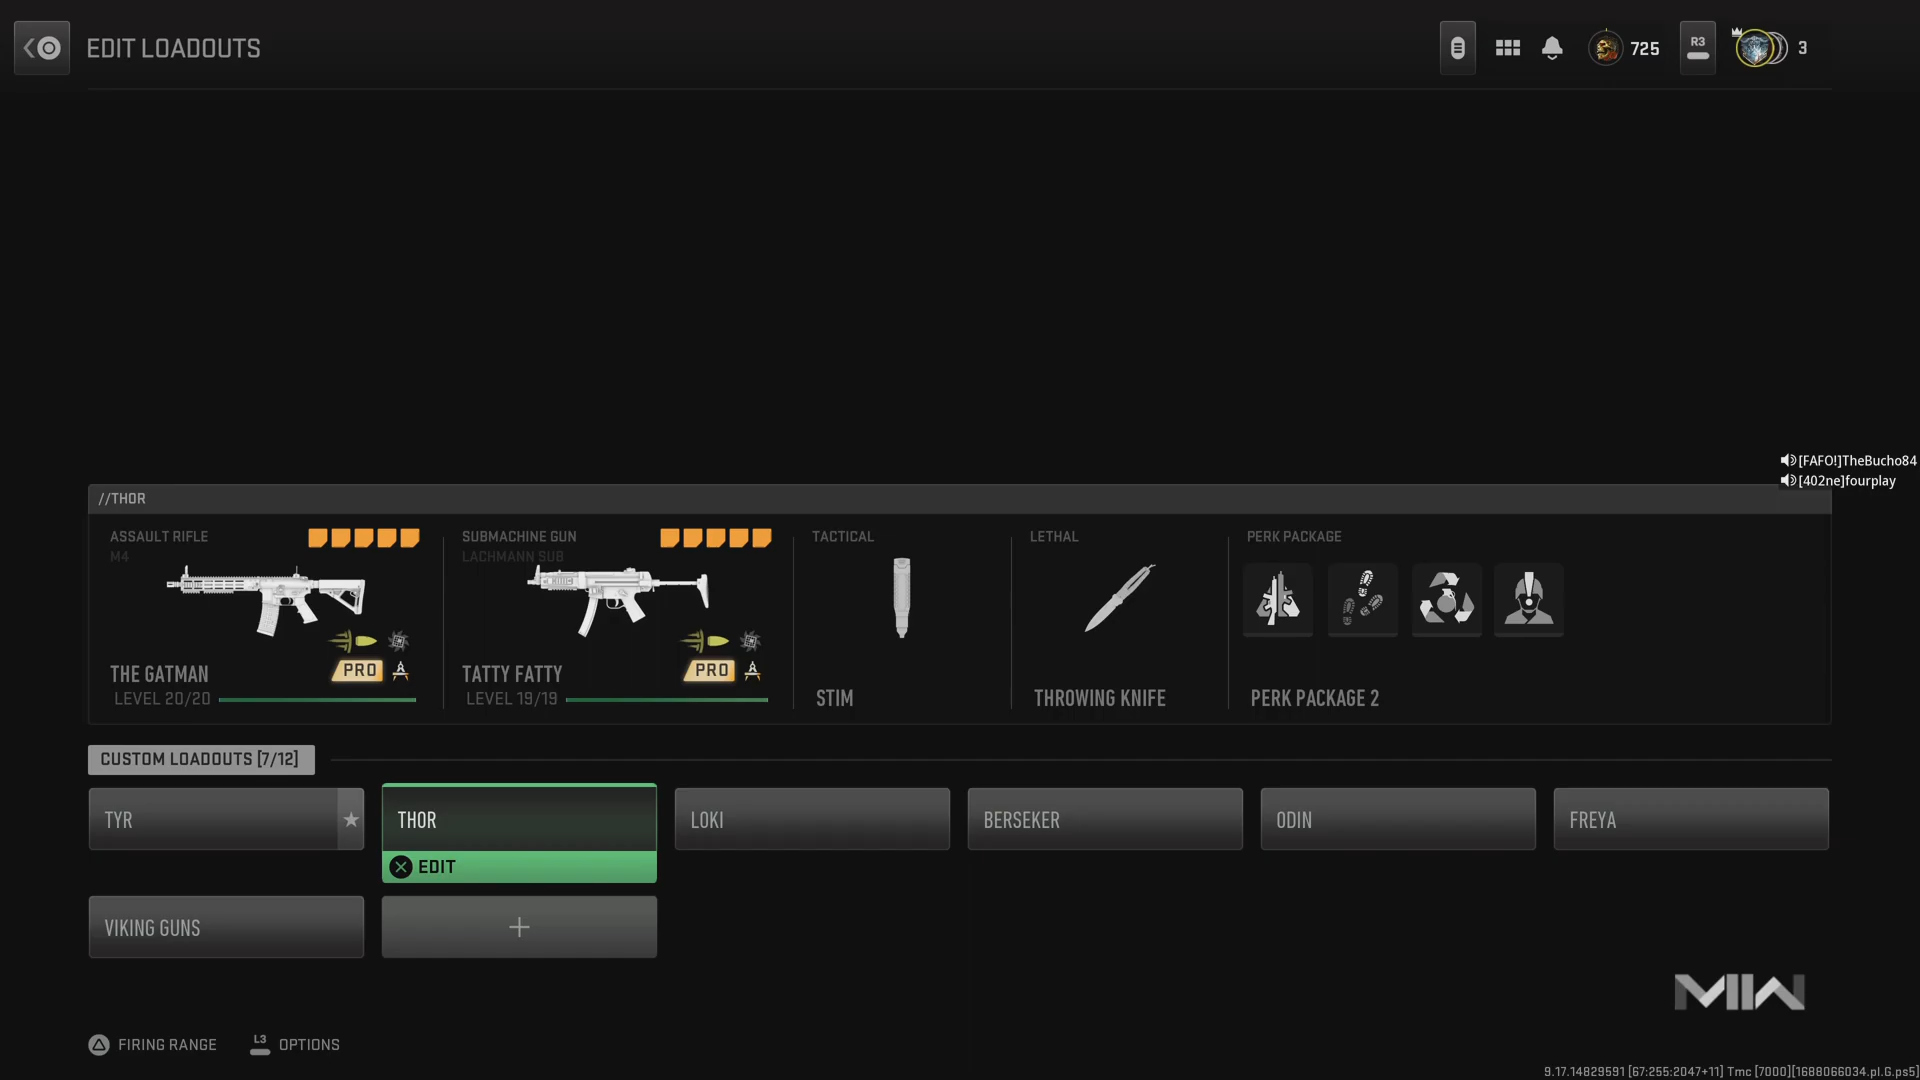 EDIT LOADOUTS
725
R3
3
[FAFO!]TheBucho84
[402ne]fourplay
//THOR
ASSAULT RIFLE
M4
THE GATMAN
PRO
LEVEL 20/20
SUBMACHINE GUN
LACHMANN SUB
TATTY FATTY
PRO
LEVEL 19/19
TACTICAL
STIM
LETHAL
THROWING KNIFE
PERK PACKAGE
PERK PACKAGE 2
CUSTOM LOADOUTS [7/12]
TYR
THOR
EDIT
LOKI
BERSEKER
ODIN
FREYA
VIKING GUNS
MW
FIRING RANGE
L3
OPTIONS
9.17.14829591 [67:255:2047+11] Tmc [7000][1688066034.pl.G.ps5]